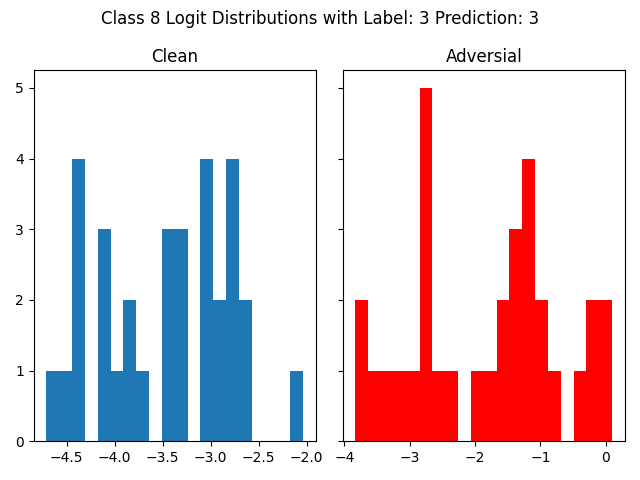 Class 8 Logit Distributions with Label: 3 Prediction: 3
Clean
Adversial
5
4
3
2
1
0
−4.5 −4.0 −3.5 −3.0 −2.5 −2.0
−4 −3 −2 −1 0